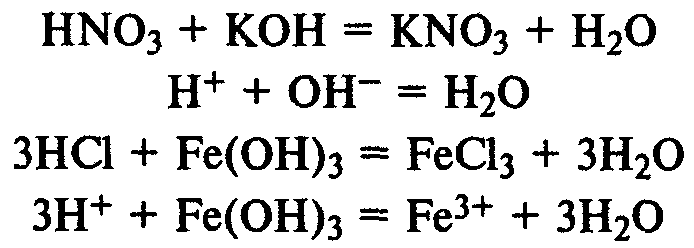 HNO₃ + KOH = KNO₃ + H₂O
H⁺ + OH⁻ = H₂O
3HCl + Fe(OH)₃ = FeCl₃ + 3H₂O
3H⁺ + Fe(OH)₃ = Fe³⁺ + 3H₂O